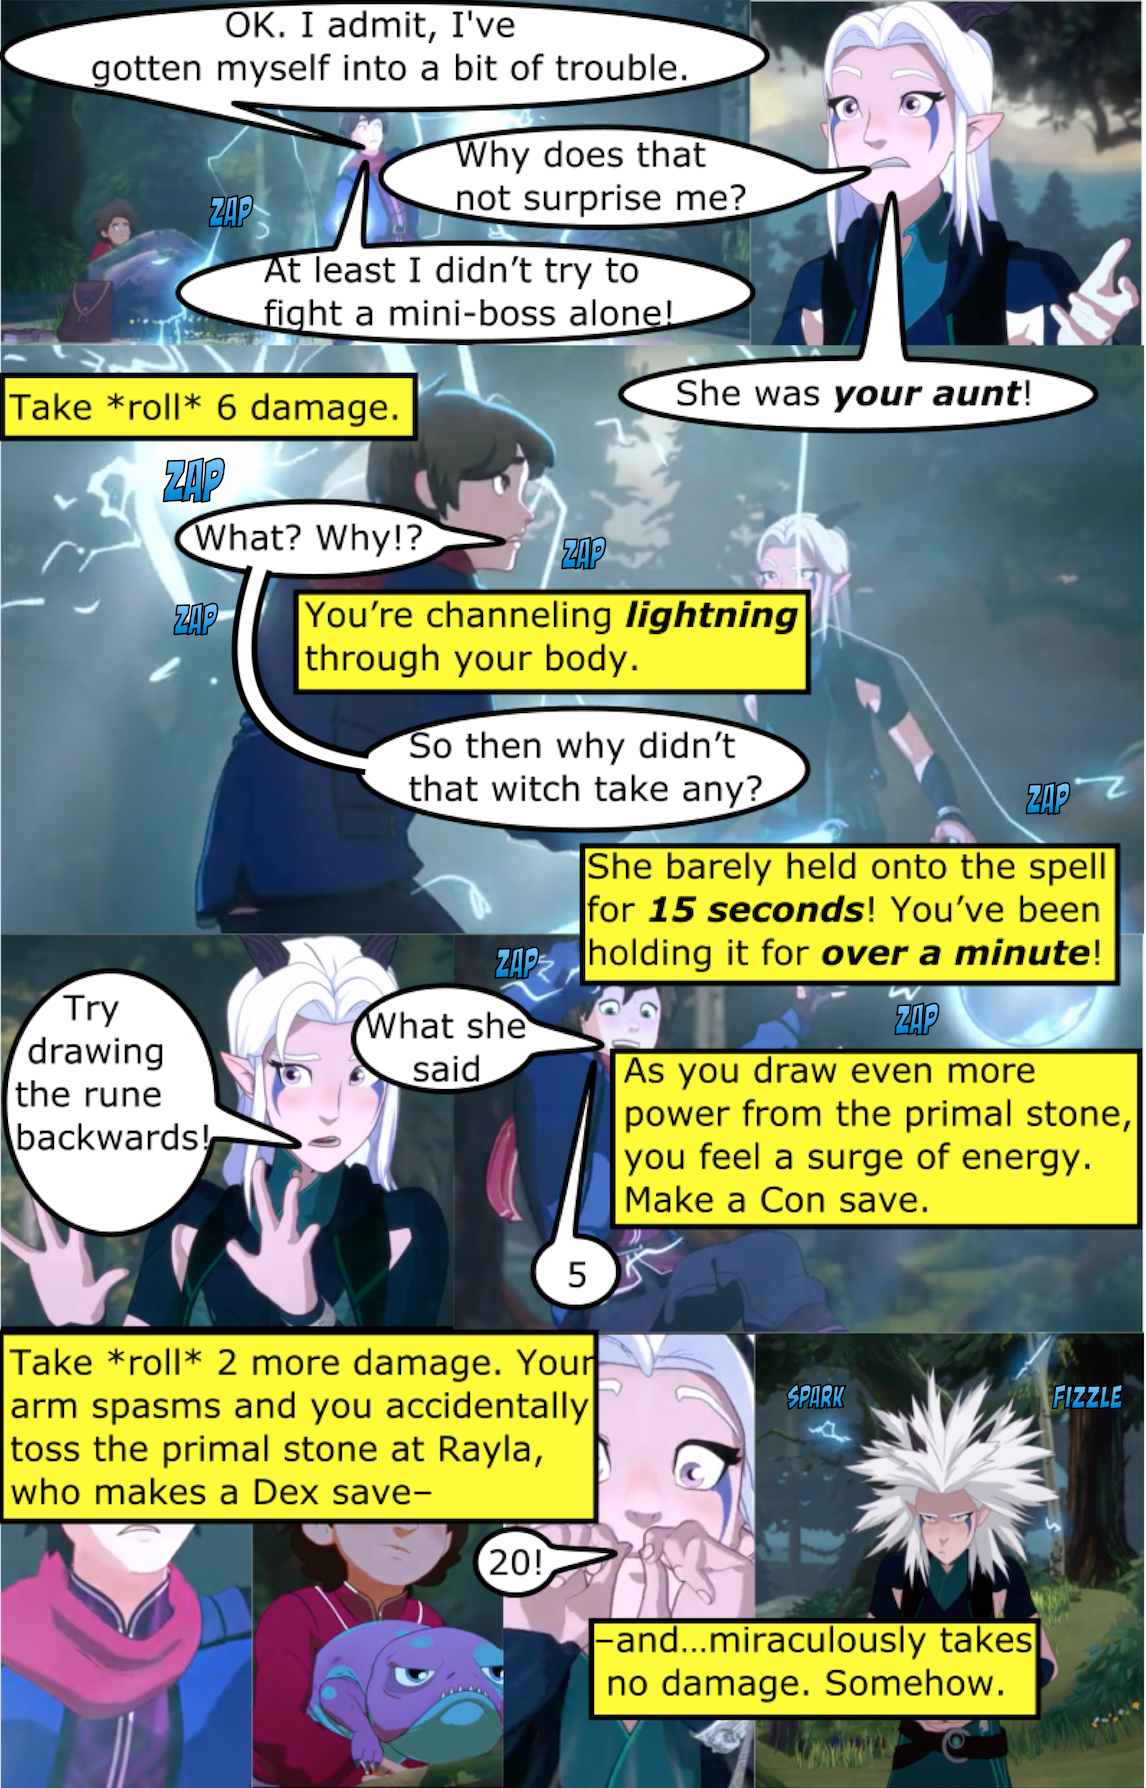 OK. I admit, I've
gotten myself into a bit of trouble.
Why does that
not surprise me?
ZAP
At least I didn't try to
fight a mini-boss alone!
She was your aunt!
Take *roll* 6 damage.
ZAP
What? Why!?
ZAP
ZAP
You're channeling lightning
through your body.
So then why didn't
that witch take any?
ZAP
She barely held onto the spell
for 15 seconds! You've been
holding it for over a minute!
Try
drawing
the rune
backwards!
ZAP
What she
said
ZAP
As you draw even more
power from the primal stone,
you feel a surge of energy.
Make a Con save.
5
Take *roll* 2 more damage. Your
arm spasms and you accidentally
toss the primal stone at Rayla,
who makes a Dex save–
20!
SPARK
FIZZLE
–and...miraculously takes
no damage. Somehow.